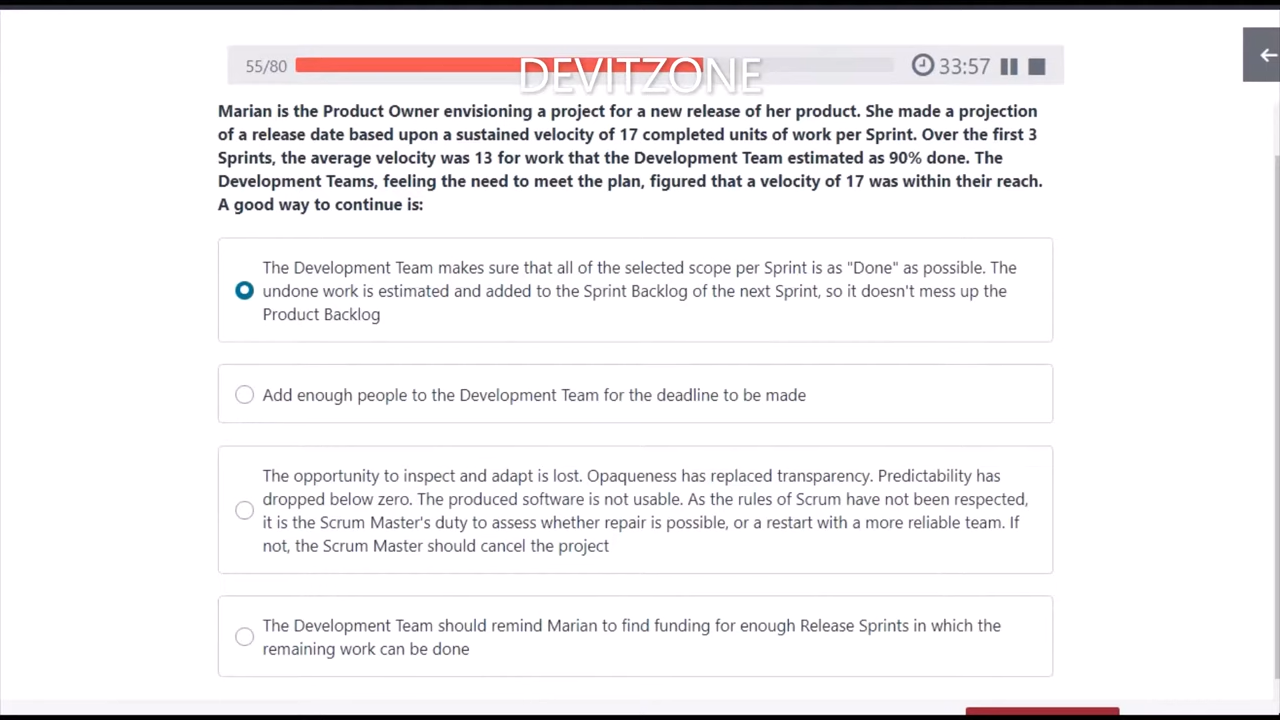 55/80
DEVITZONE
33:57
Marian is the Product Owner envisioning a project for a new release of her product. She made a projection
of a release date based upon a sustained velocity of 17 completed units of work per Sprint. Over the first 3
Sprints, the average velocity was 13 for work that the Development Team estimated as 90% done. The
Development Teams, feeling the need to meet the plan, figured that a velocity of 17 was within their reach.
A good way to continue is:
The Development Team makes sure that all of the selected scope per Sprint is as "Done" as possible. The
undone work is estimated and added to the Sprint Backlog of the next Sprint, so it doesn't mess up the
Product Backlog
Add enough people to the Development Team for the deadline to be made
The opportunity to inspect and adapt is lost. Opaqueness has replaced transparency. Predictability has
dropped below zero. The produced software is not usable. As the rules of Scrum have not been respected,
it is the Scrum Master's duty to assess whether repair is possible, or a restart with a more reliable team. If
not, the Scrum Master should cancel the project
The Development Team should remind Marian to find funding for enough Release Sprints in which the
remaining work can be done